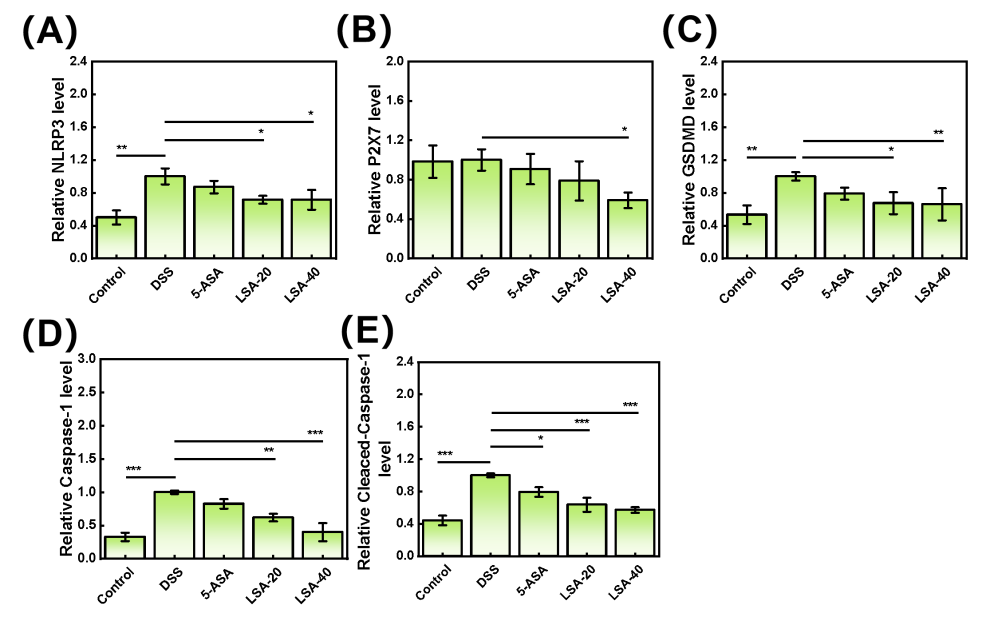 (A)
Relative NLRP3 level
2.4
2.0
1.6
1.2
0.8
0.4
0.0
**
*
*
Control
DSS
5-ASA
LSA-20
LSA-40
(B)
Relative P2X7 level
2.0
1.6
1.2
0.8
0.4
0.0
*
Control
DSS
5-ASA
LSA-20
LSA-40
(C)
Relative GSDMD level
2.4
2.0
1.6
1.2
0.8
0.4
0.0
**
*
**
Control
DSS
5-ASA
LSA-20
LSA-40
(D)
Relative Caspase-1 level
3.0
2.5
2.0
1.5
1.0
0.5
0.0
***
**
***
Control
DSS
5-ASA
LSA-20
LSA-40
(E)
Relative Cleaced-Caspase-1
level
2.4
2.0
1.6
1.2
0.8
0.4
0.0
***
*
***
***
Control
DSS
5-ASA
LSA-20
LSA-40